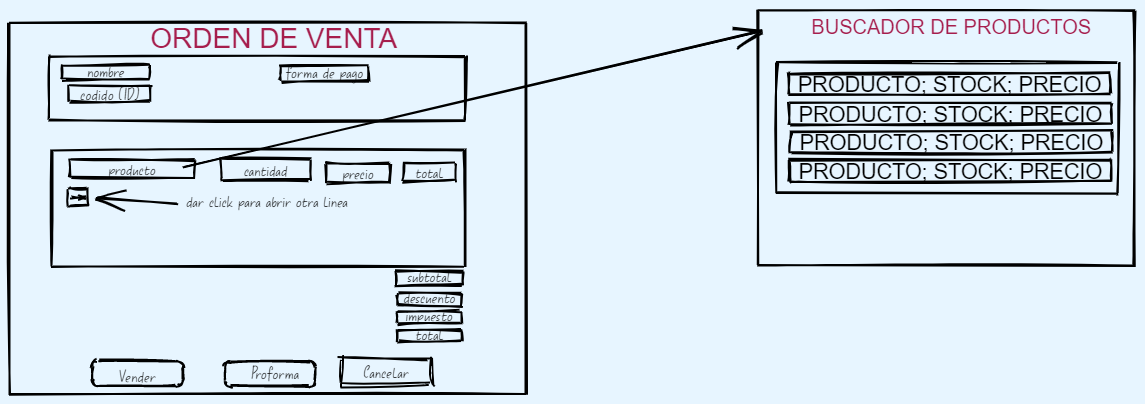 ORDEN DE VENTA
nombre
forma de pago
codido (ID)
producto
cantidad
precio
total
dar click para abrir otra linea
subtotal
descuento
impuesto
total
Vender
Proforma
Cancelar
BUSCADOR DE PRODUCTOS
PRODUCTO; STOCK; PRECIO
PRODUCTO; STOCK; PRECIO
PRODUCTO; STOCK; PRECIO
PRODUCTO; STOCK; PRECIO